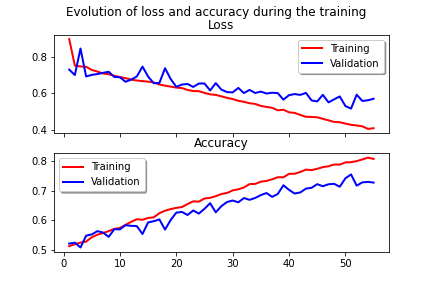 Evolution of loss and accuracy during the training
Loss
Training
Validation
0.8
0.6
0.4
Accuracy
Training
Validation
0.8
0.7
0.6
0.5
0 10 20 30 40 50